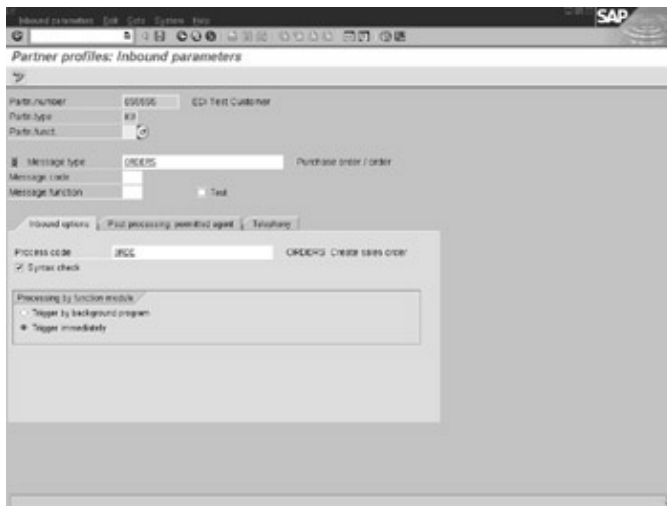 Inbound parameters Edit Goto System Help
SAP
Partner profiles: Inbound parameters
Partn.number EDI Test Customer
Partn.type KU
Partn.funct.
Message type ORDERS Purchase order / order
Message code
Message function Test
Inbound options Post processing: permitted agent Telephony
Process code ORDERS Create sales order
Syntax check
Processing by function module
Trigger by background program
Trigger immediately